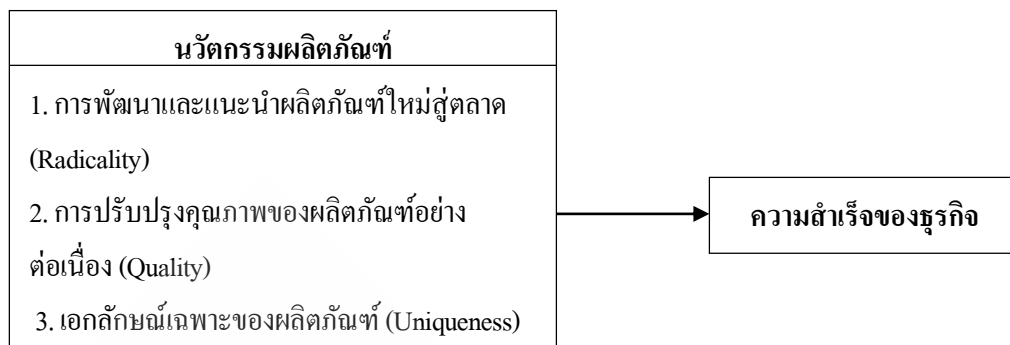 นวัตกรรมผลิตภัณฑ์
1. การพัฒนาและแนะนำผลิตภัณฑ์ใหม่สู่ตลาด
(Radicality)
2. การปรับปรุงคุณภาพของผลิตภัณฑ์อย่าง
ต่อเนื่อง (Quality)
3. เอกลักษณ์เฉพาะของผลิตภัณฑ์ (Uniqueness)
ความสำเร็จของธุรกิจ